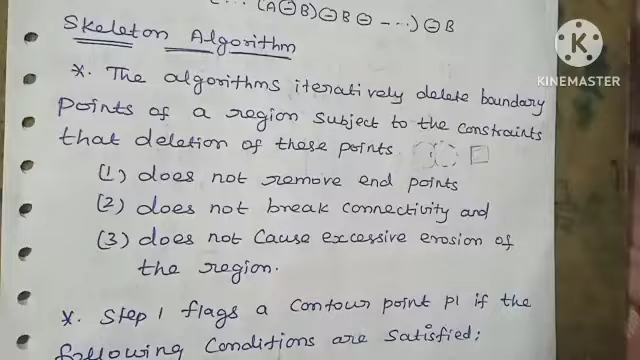 (A⊖B)⊖B⊖ ---)⊖B
Skeleton Algorithm
*. The algorithms iteratively delete boundary
points of a region subject to the constraints
that deletion of these points
(1) does not remove end points
(2) does not break connectivity and
(3) does not cause excessive erosion of
the region.
*. Step 1 flags a contour point p1 if the
following conditions are satisfied:
K
KINEMASTER